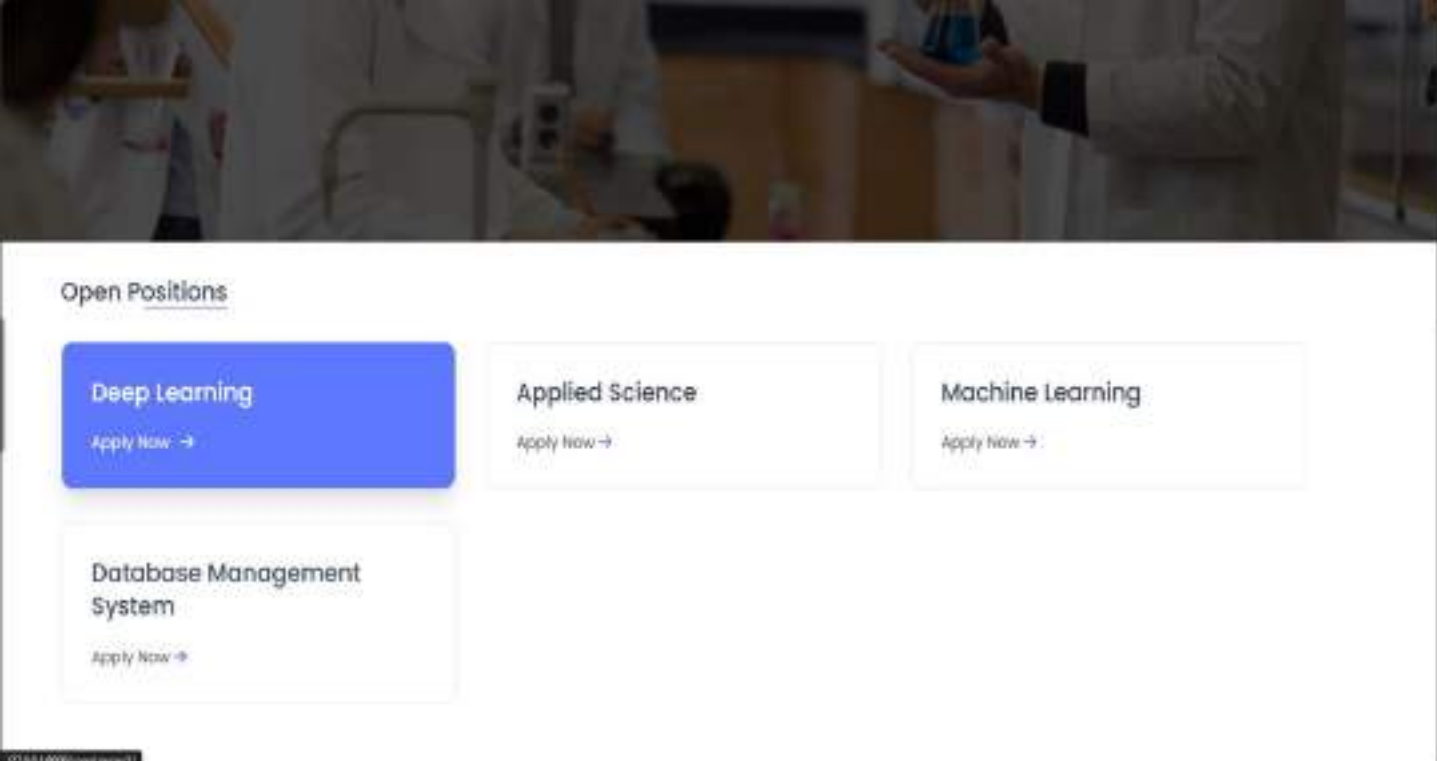 Open Positions
Deep Learning
Apply Now →
Applied Science
Apply Now →
Machine Learning
Apply Now →
Database Management
System
Apply Now →